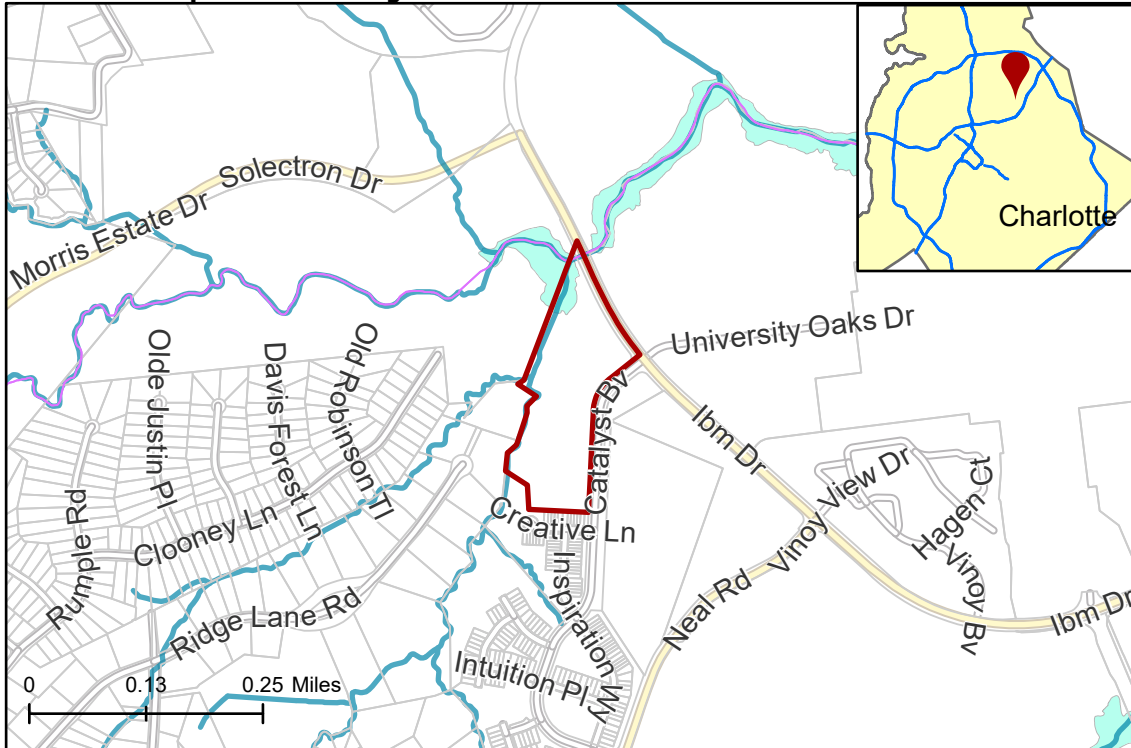 Charlotte
Solectron Dr
Morris Estate Dr
University Oaks Dr
Olde Justin Pl
Davis Forest Ln
Old Robinson Tl
Catalyst Bv
Ibm Dr
Rumple Rd
Clooney Ln
Creative Ln
Vinoy View Dr
Hagen Ct
Vinoy Bv
Ibm Dr
Inspiration Wy
Neal Rd
Ridge Lane Rd
Intuition Pl
0 0.13 0.25 Miles